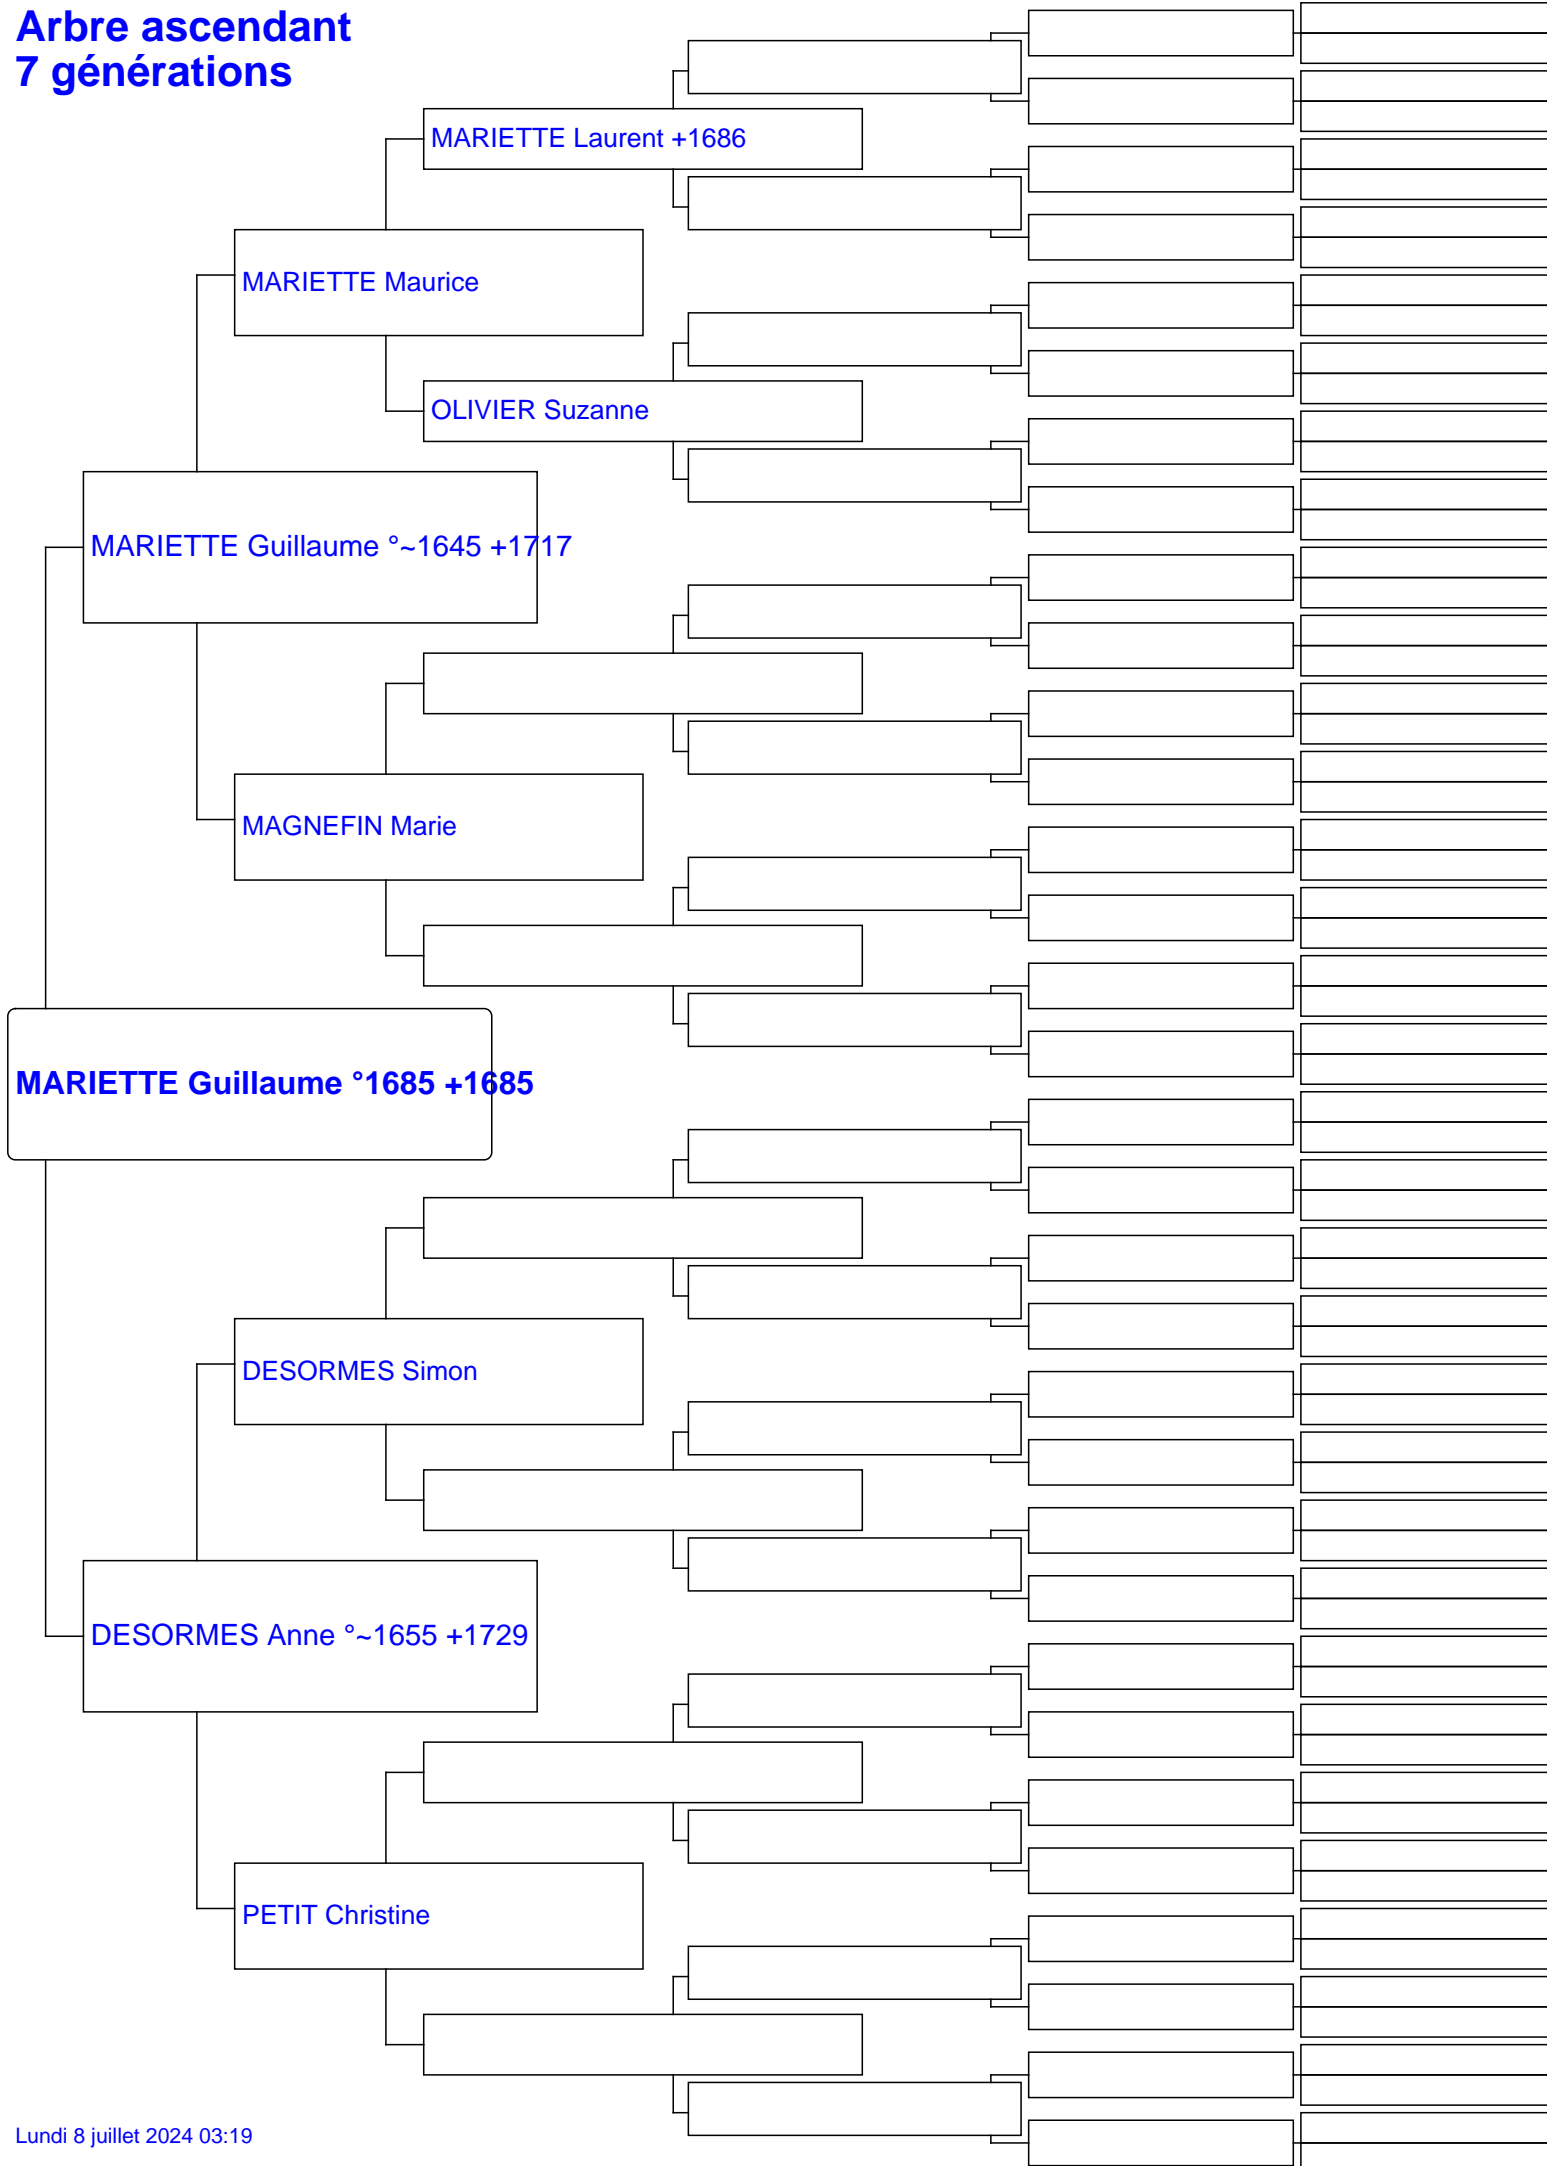 Arbre ascendant
7 générations
MARIETTE Laurent +1686
MARIETTE Maurice
OLIVIER Suzanne
MARIETTE Guillaume °~1645 +1717
MAGNEFIN Marie
MARIETTE Guillaume °1685 +1685
DESORMES Simon
DESORMES Anne °~1655 +1729
PETIT Christine
Lundi 8 juillet 2024 03:19